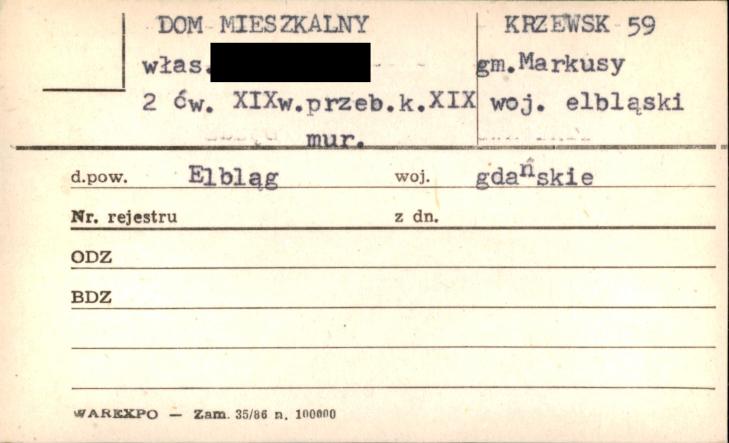 DOM MIESZKALNY KRZEWSK 59
włas. gm.Markusy
2 ćw. XIXw.przeb.k.XIX woj. elbląski
mur.
d.pow. Elbląg woj. gdańskie
Nr. rejestru z dn.
ODZ
BDZ
WAREXPO — Zam. 35/86 n. 100000